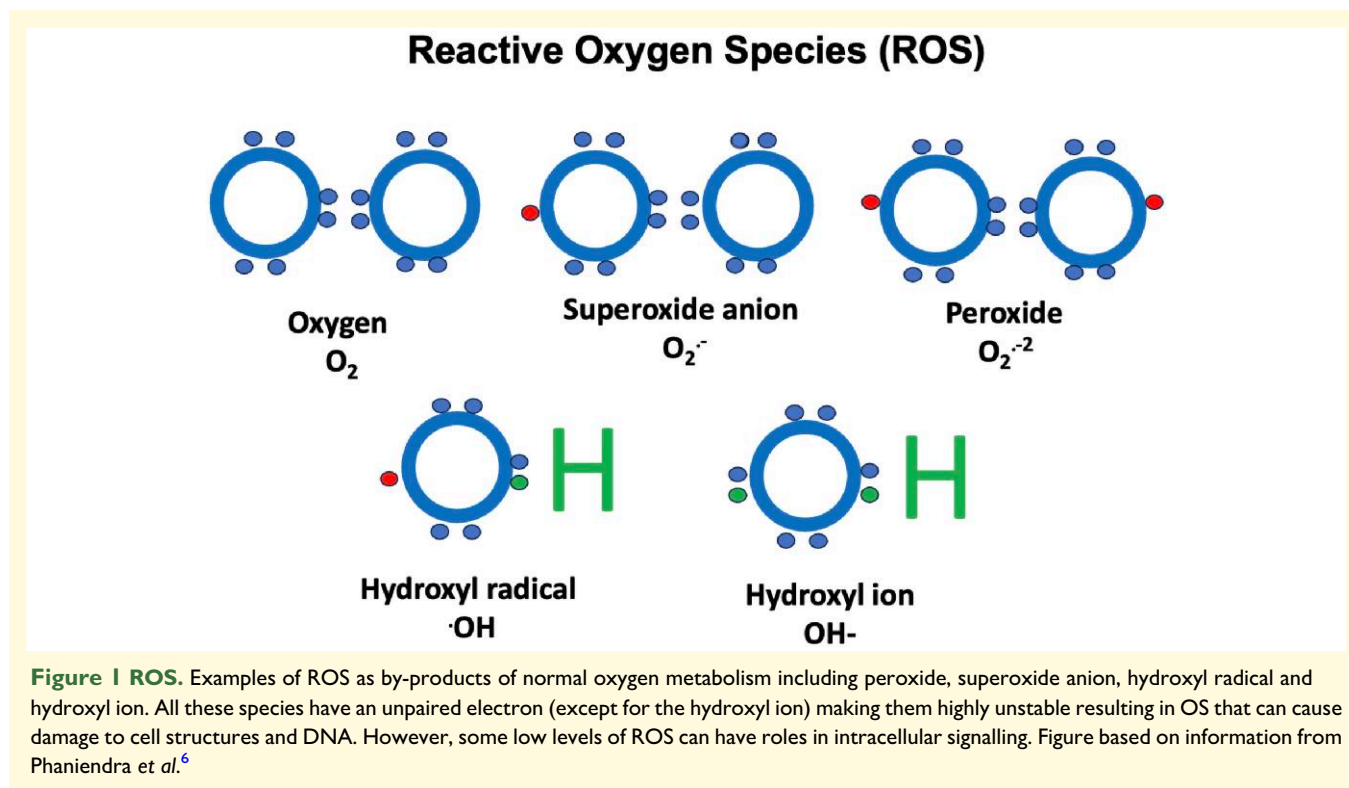 Reactive Oxygen Species (ROS)
Oxygen
O₂
Superoxide anion
O₂·-
Peroxide
O₂·-2
H
H
Hydroxyl radical
·OH
Hydroxyl ion
OH-
Figure 1 ROS. Examples of ROS as by-products of normal oxygen metabolism including peroxide, superoxide anion, hydroxyl radical and
hydroxyl ion. All these species have an unpaired electron (except for the hydroxyl ion) making them highly unstable resulting in OS that can cause
damage to cell structures and DNA. However, some low levels of ROS can have roles in intracellular signalling. Figure based on information from
Phaniendra et al.⁶